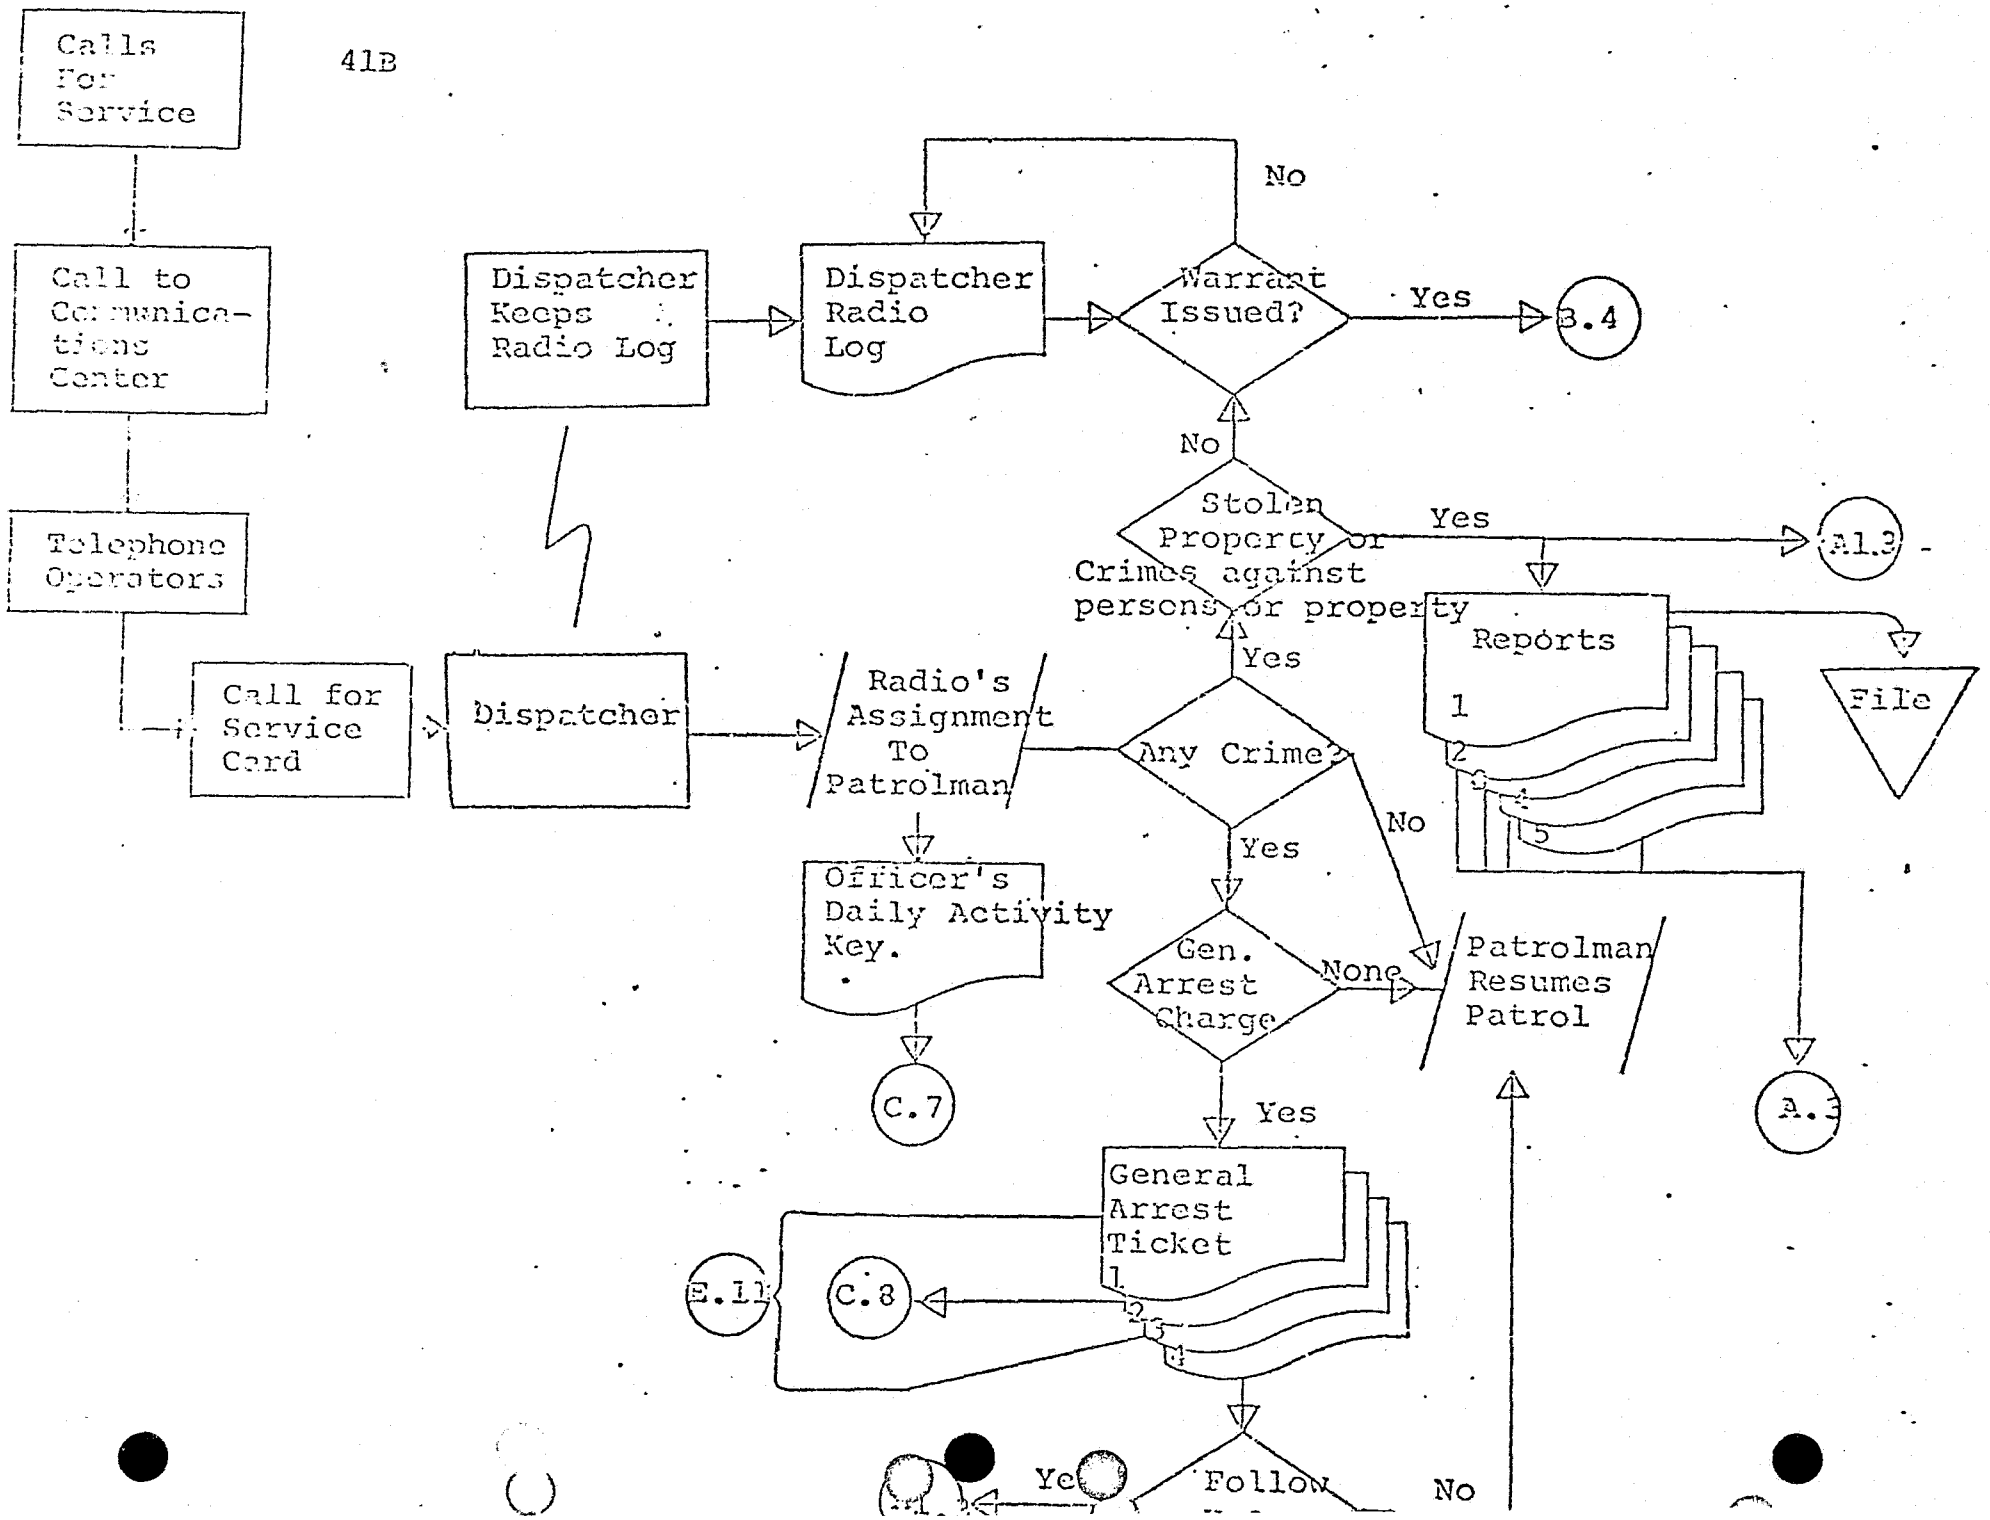 Calls
For
Service
41B
No
Call to
Communica-
tions
Center
Dispatcher
Keeps
Radio Log
Dispatcher
Radio
Log
Warrant
Issued?
Yes
B.4
No
Telephone
Operators
Stolen
Property or
Crimes against
persons or property
Yes
A1.3
Reports
1
2
3
4
5
File
Yes
Call for
Service
Card
Dispatcher
Radio's
Assignment
To
Patrolman
Any Crime?
No
Yes
Officer's
Daily Activity
Key.
C.7
Gen.
Arrest
Charge
None
Patrolman
Resumes
Patrol
A.3
Yes
General
Arrest
Ticket
1
2
3
4
E.11
C.8
Follow
No